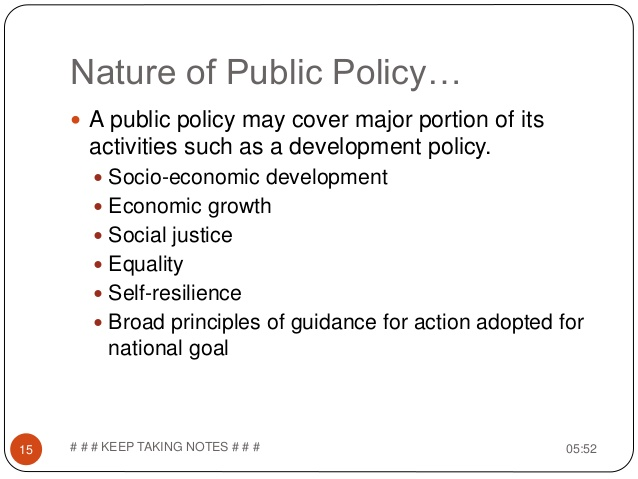 Nature of Public Policy…
• A public policy may cover major portion of its
activities such as a development policy.
• Socio-economic development
• Economic growth
• Social justice
• Equality
• Self-resilience
• Broad principles of guidance for action adopted for
national goal
15
# # # KEEP TAKING NOTES # # #
05:52